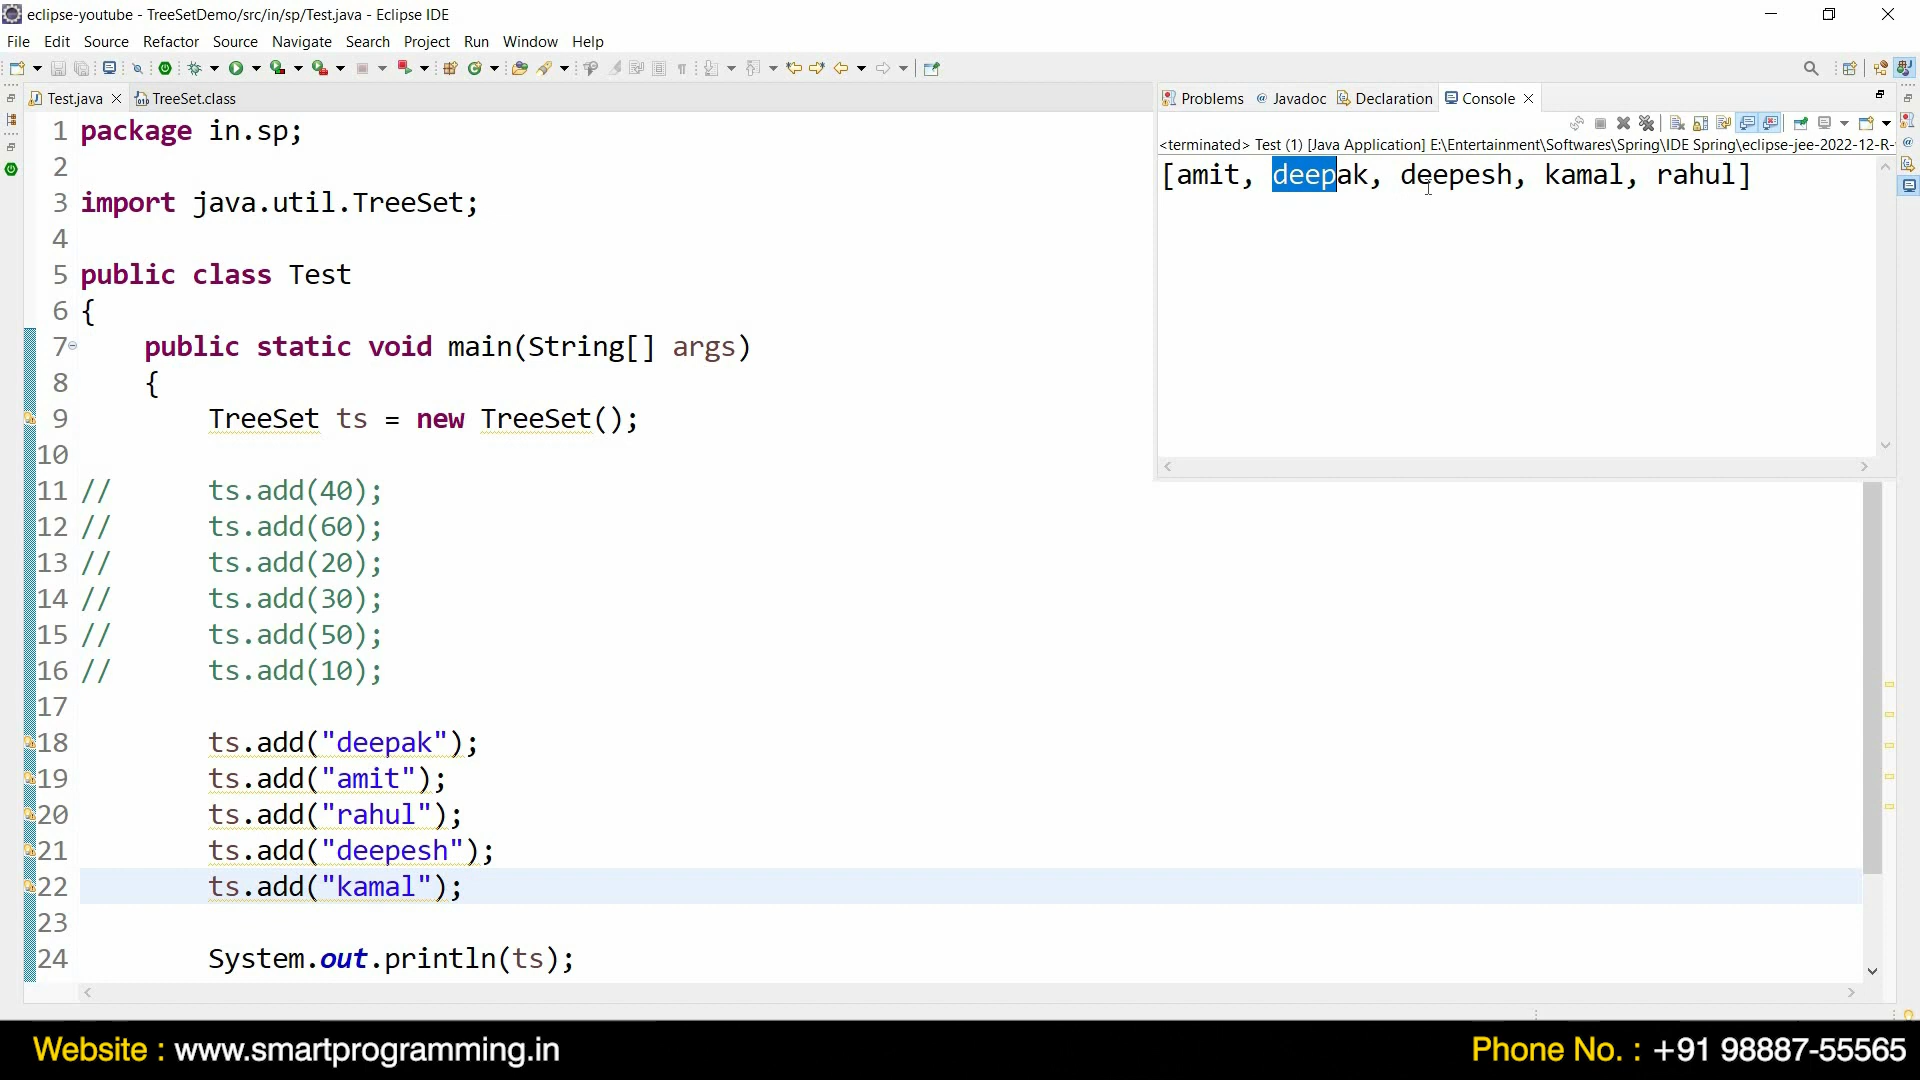 eclipse-youtube - TreeSetDemo/src/in/sp/Test.java - Eclipse IDE
File Edit Source Refactor Source Navigate Search Project Run Window Help
Test.java TreeSet.class
Problems @ Javadoc Declaration Console
<terminated> Test (1) [Java Application] E:\Entertainment\Softwares\Spring\IDE Spring\eclipse-jee-2022-12-R-
[amit, deepak, deepesh, kamal, rahul]
1 package in.sp;
2
3 import java.util.TreeSet;
4
5 public class Test
6 {
7 public static void main(String[] args)
8 {
9 TreeSet ts = new TreeSet();
10
11 // ts.add(40);
12 // ts.add(60);
13 // ts.add(20);
14 // ts.add(30);
15 // ts.add(50);
16 // ts.add(10);
17
18 ts.add("deepak");
19 ts.add("amit");
20 ts.add("rahul");
21 ts.add("deepesh");
22 ts.add("kamal");
23
24 System.out.println(ts);
Website : www.smartprogramming.in
Phone No. : +91 98887-55565